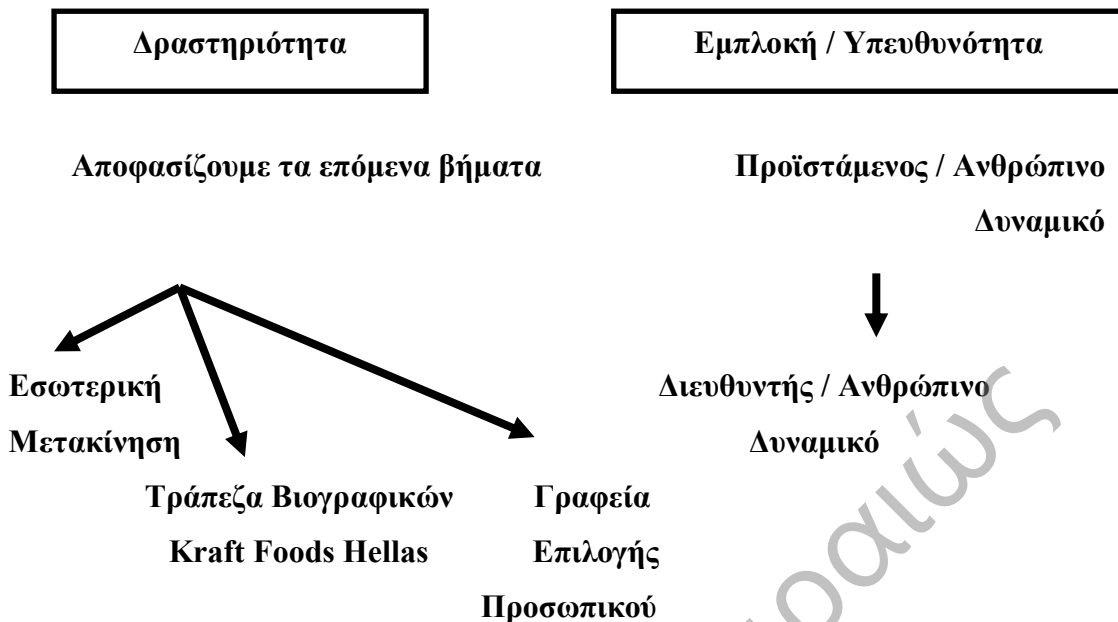 Δραστηριότητα
Εμπλοκή / Υπευθυνότητα
Αποφασίζουμε τα επόμενα βήματα
Προϊστάμενος / Ανθρώπινο
Δυναμικό
Εσωτερική
Μετακίνηση
Διευθυντής / Ανθρώπινο
Δυναμικό
Τράπεζα Βιογραφικών
Kraft Foods Hellas
Γραφεία
Επιλογής
Προσωπικού